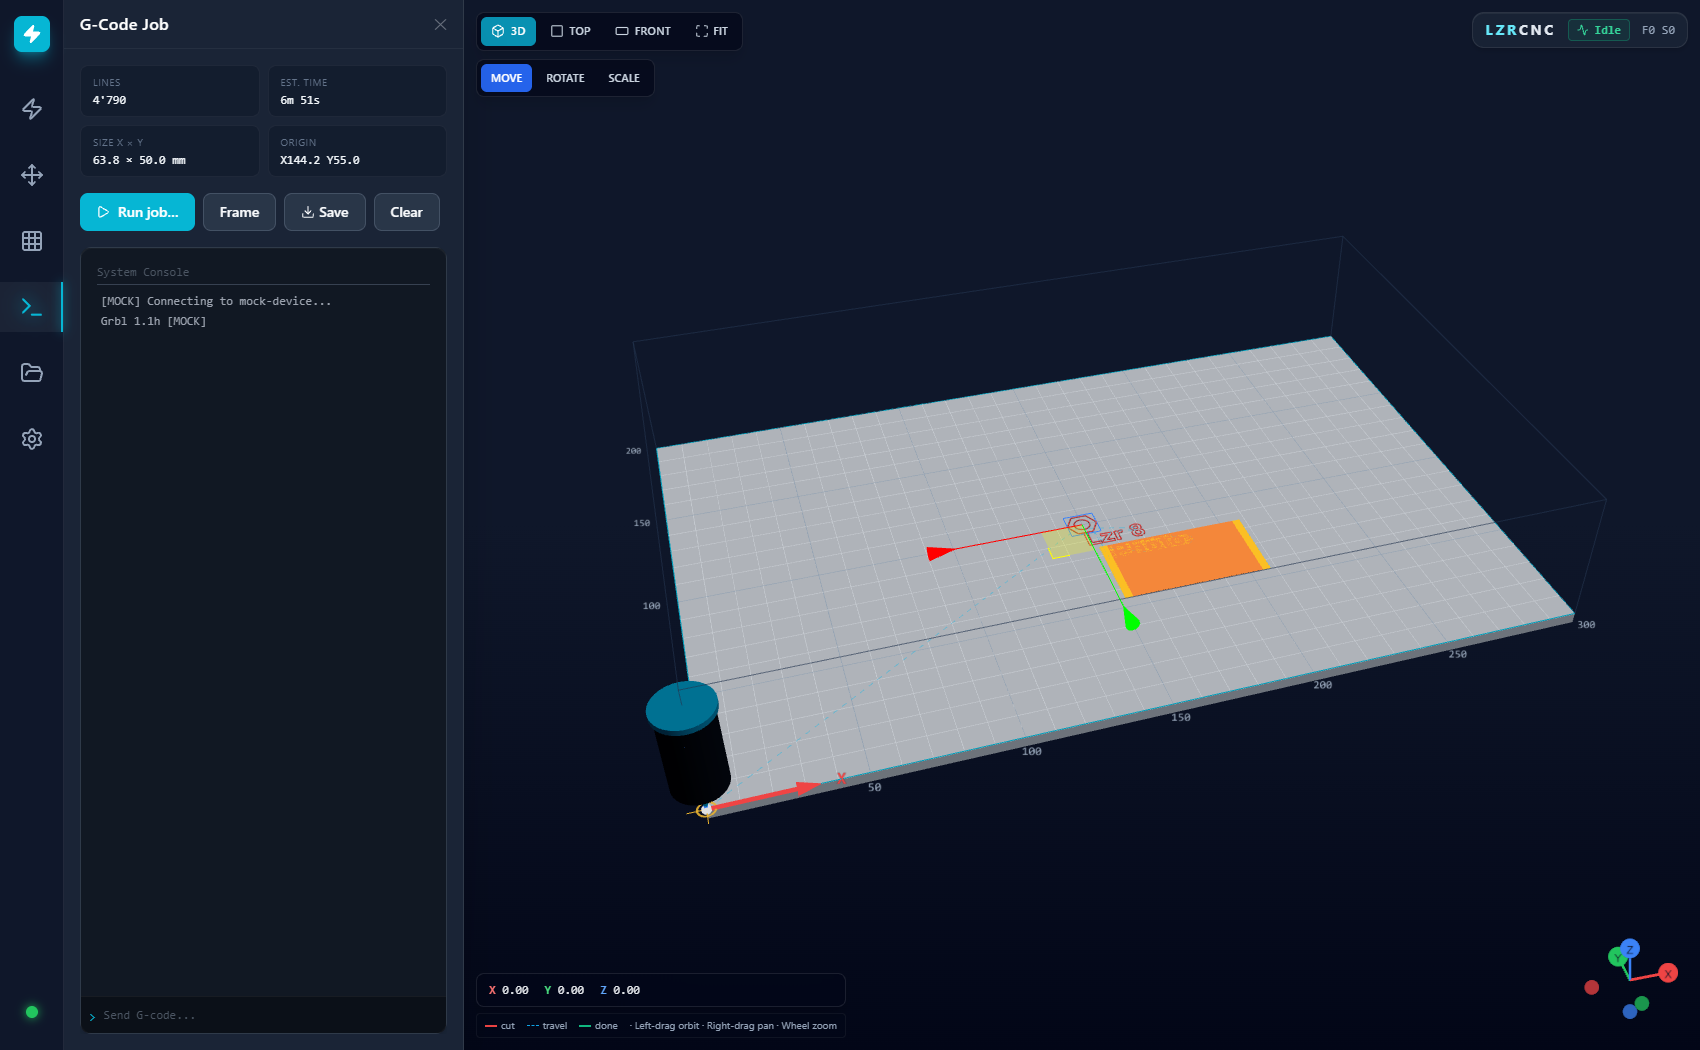 G-Code Job
LINES
4'790
EST. TIME
6m 51s
SIZE X × Y
63.8 × 50.0 mm
ORIGIN
X144.2 Y55.0
Run job...
Frame
Save
Clear
System Console
[MOCK] Connecting to mock-device...
Grbl 1.1h [MOCK]
> Send G-code...
3D
TOP
FRONT
FIT
MOVE
ROTATE
SCALE
LZRCNC
Idle
F0 S0
200
150
100
Lzr 8
X
50
100
150
200
250
300
X 0.00 Y 0.00 Z 0.00
cut --- travel done · Left-drag orbit · Right-drag pan · Wheel zoom
Z
Y
X